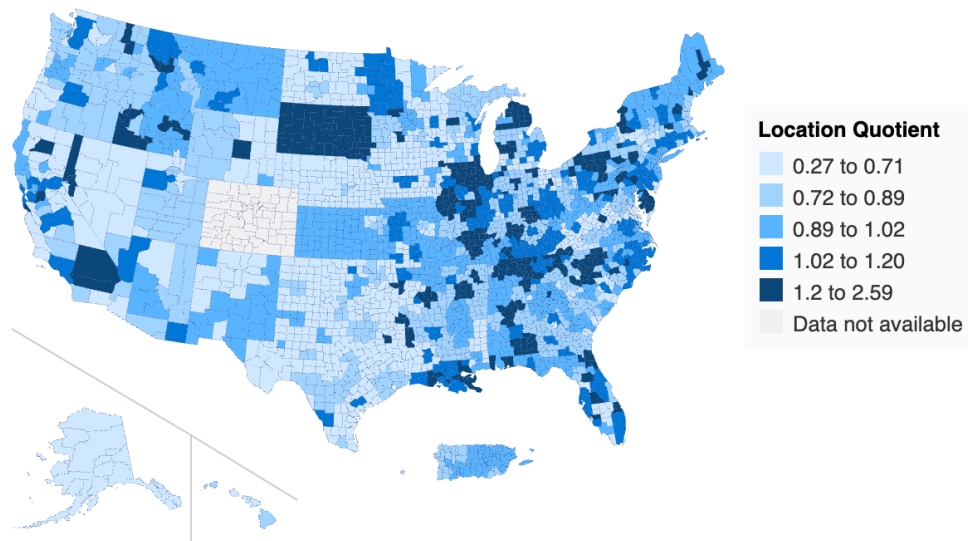 Location Quotient
0.27 to 0.71
0.72 to 0.89
0.89 to 1.02
1.02 to 1.20
1.2 to 2.59
Data not available